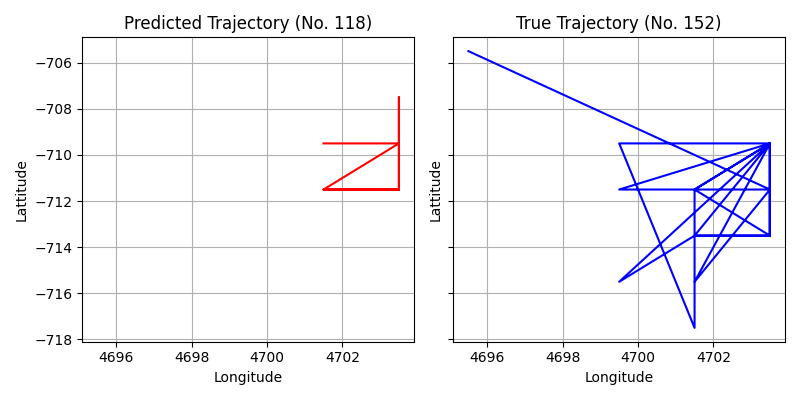 Predicted Trajectory (No. 118)
True Trajectory (No. 152)
−706
−708
−710
−712
−714
−716
−718
Lattitude
Lattitude
4696
4698
4700
4702
4696
4698
4700
4702
Longitude
Longitude